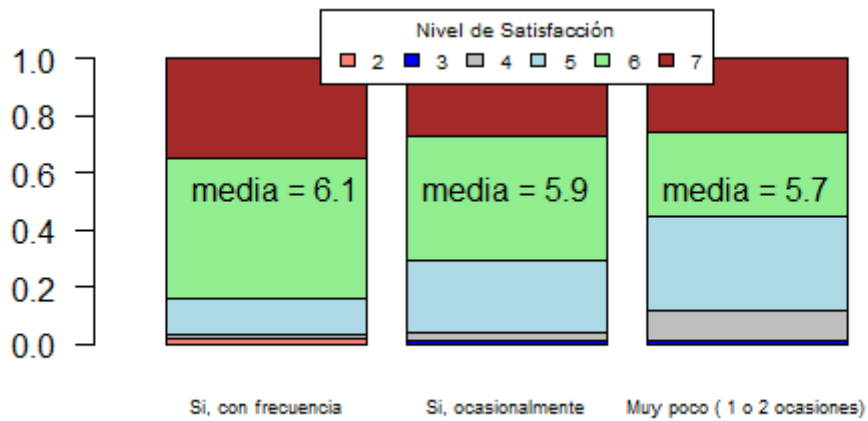 Nivel de Satisfacción
2 3 4 5 6 7
1.0
0.8
0.6
0.4
0.2
0.0
media = 6.1 media = 5.9 media = 5.7
Si, con frecuencia Si, ocasionalmente Muy poco ( 1 o 2 ocasiones)